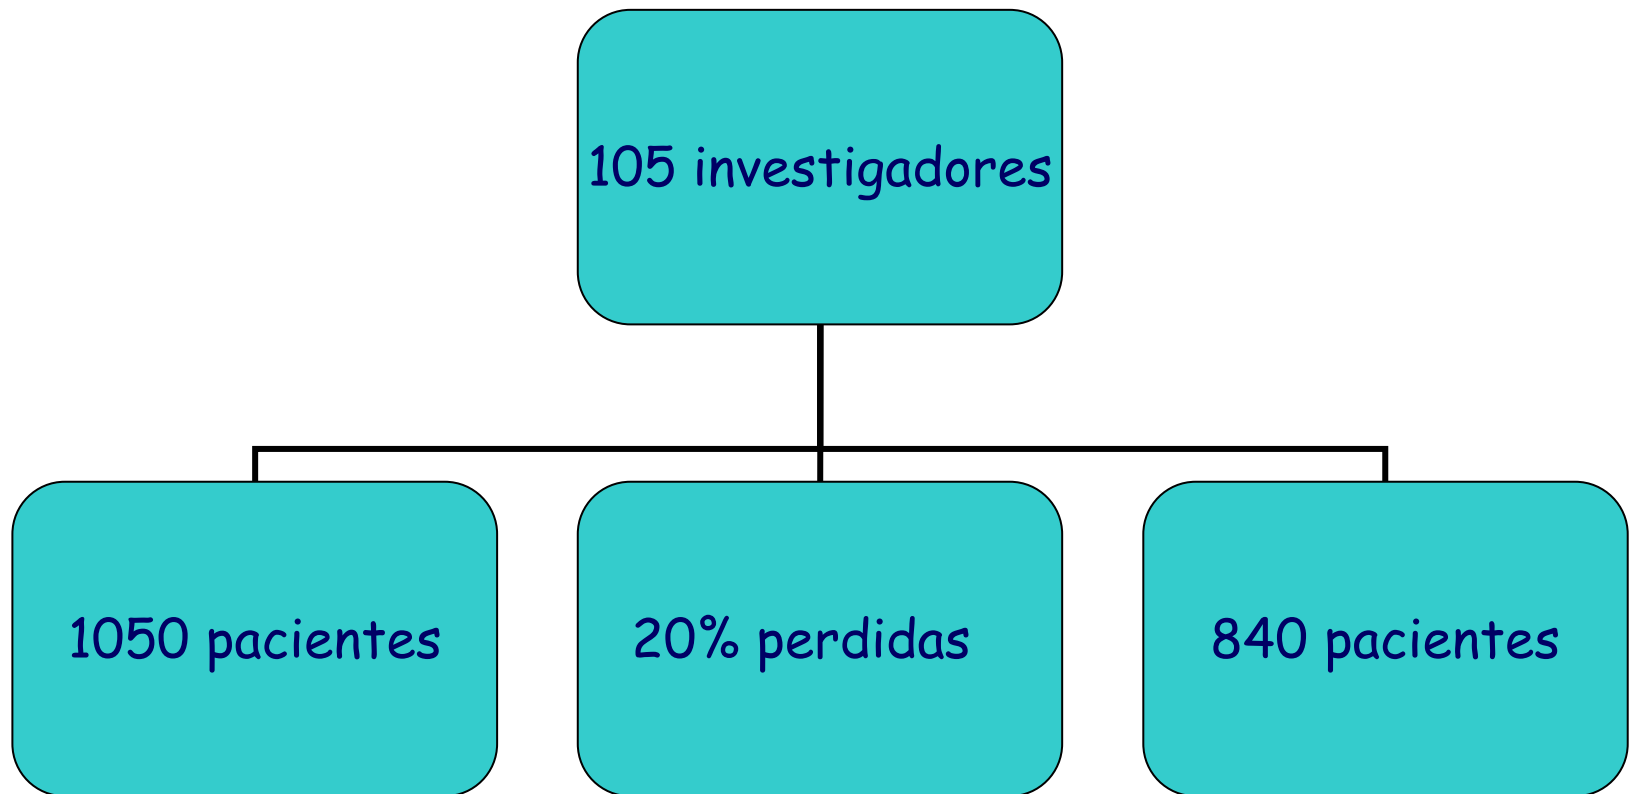 105 investigadores
1050 pacientes
20% perdidas
840 pacientes